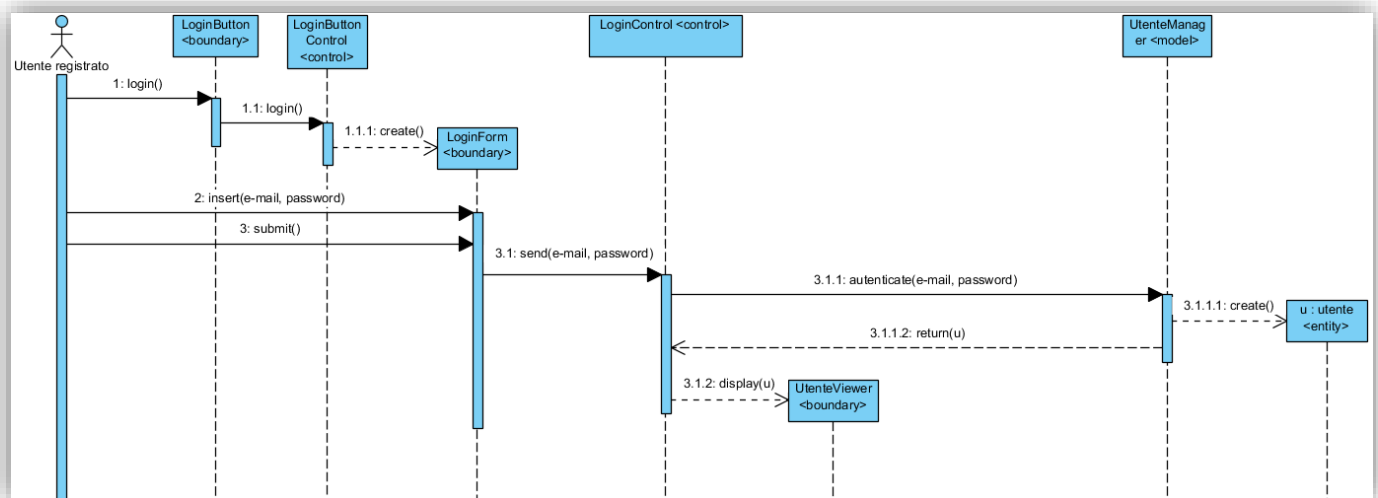 LoginButton
<boundary>
LoginButton
Control
<control>
LoginControl <control>
UtenteManag
er <model>
Utente registrato
1: login()
1.1: login()
1.1.1: create()
LoginForm
<boundary>
2: insert(e-mail, password)
3: submit()
3.1: send(e-mail, password)
3.1.1: autenticate(e-mail, password)
3.1.1.1: create()
u : utente
<entity>
3.1.1.2: return(u)
3.1.2: display(u)
UtenteViewer
<boundary>